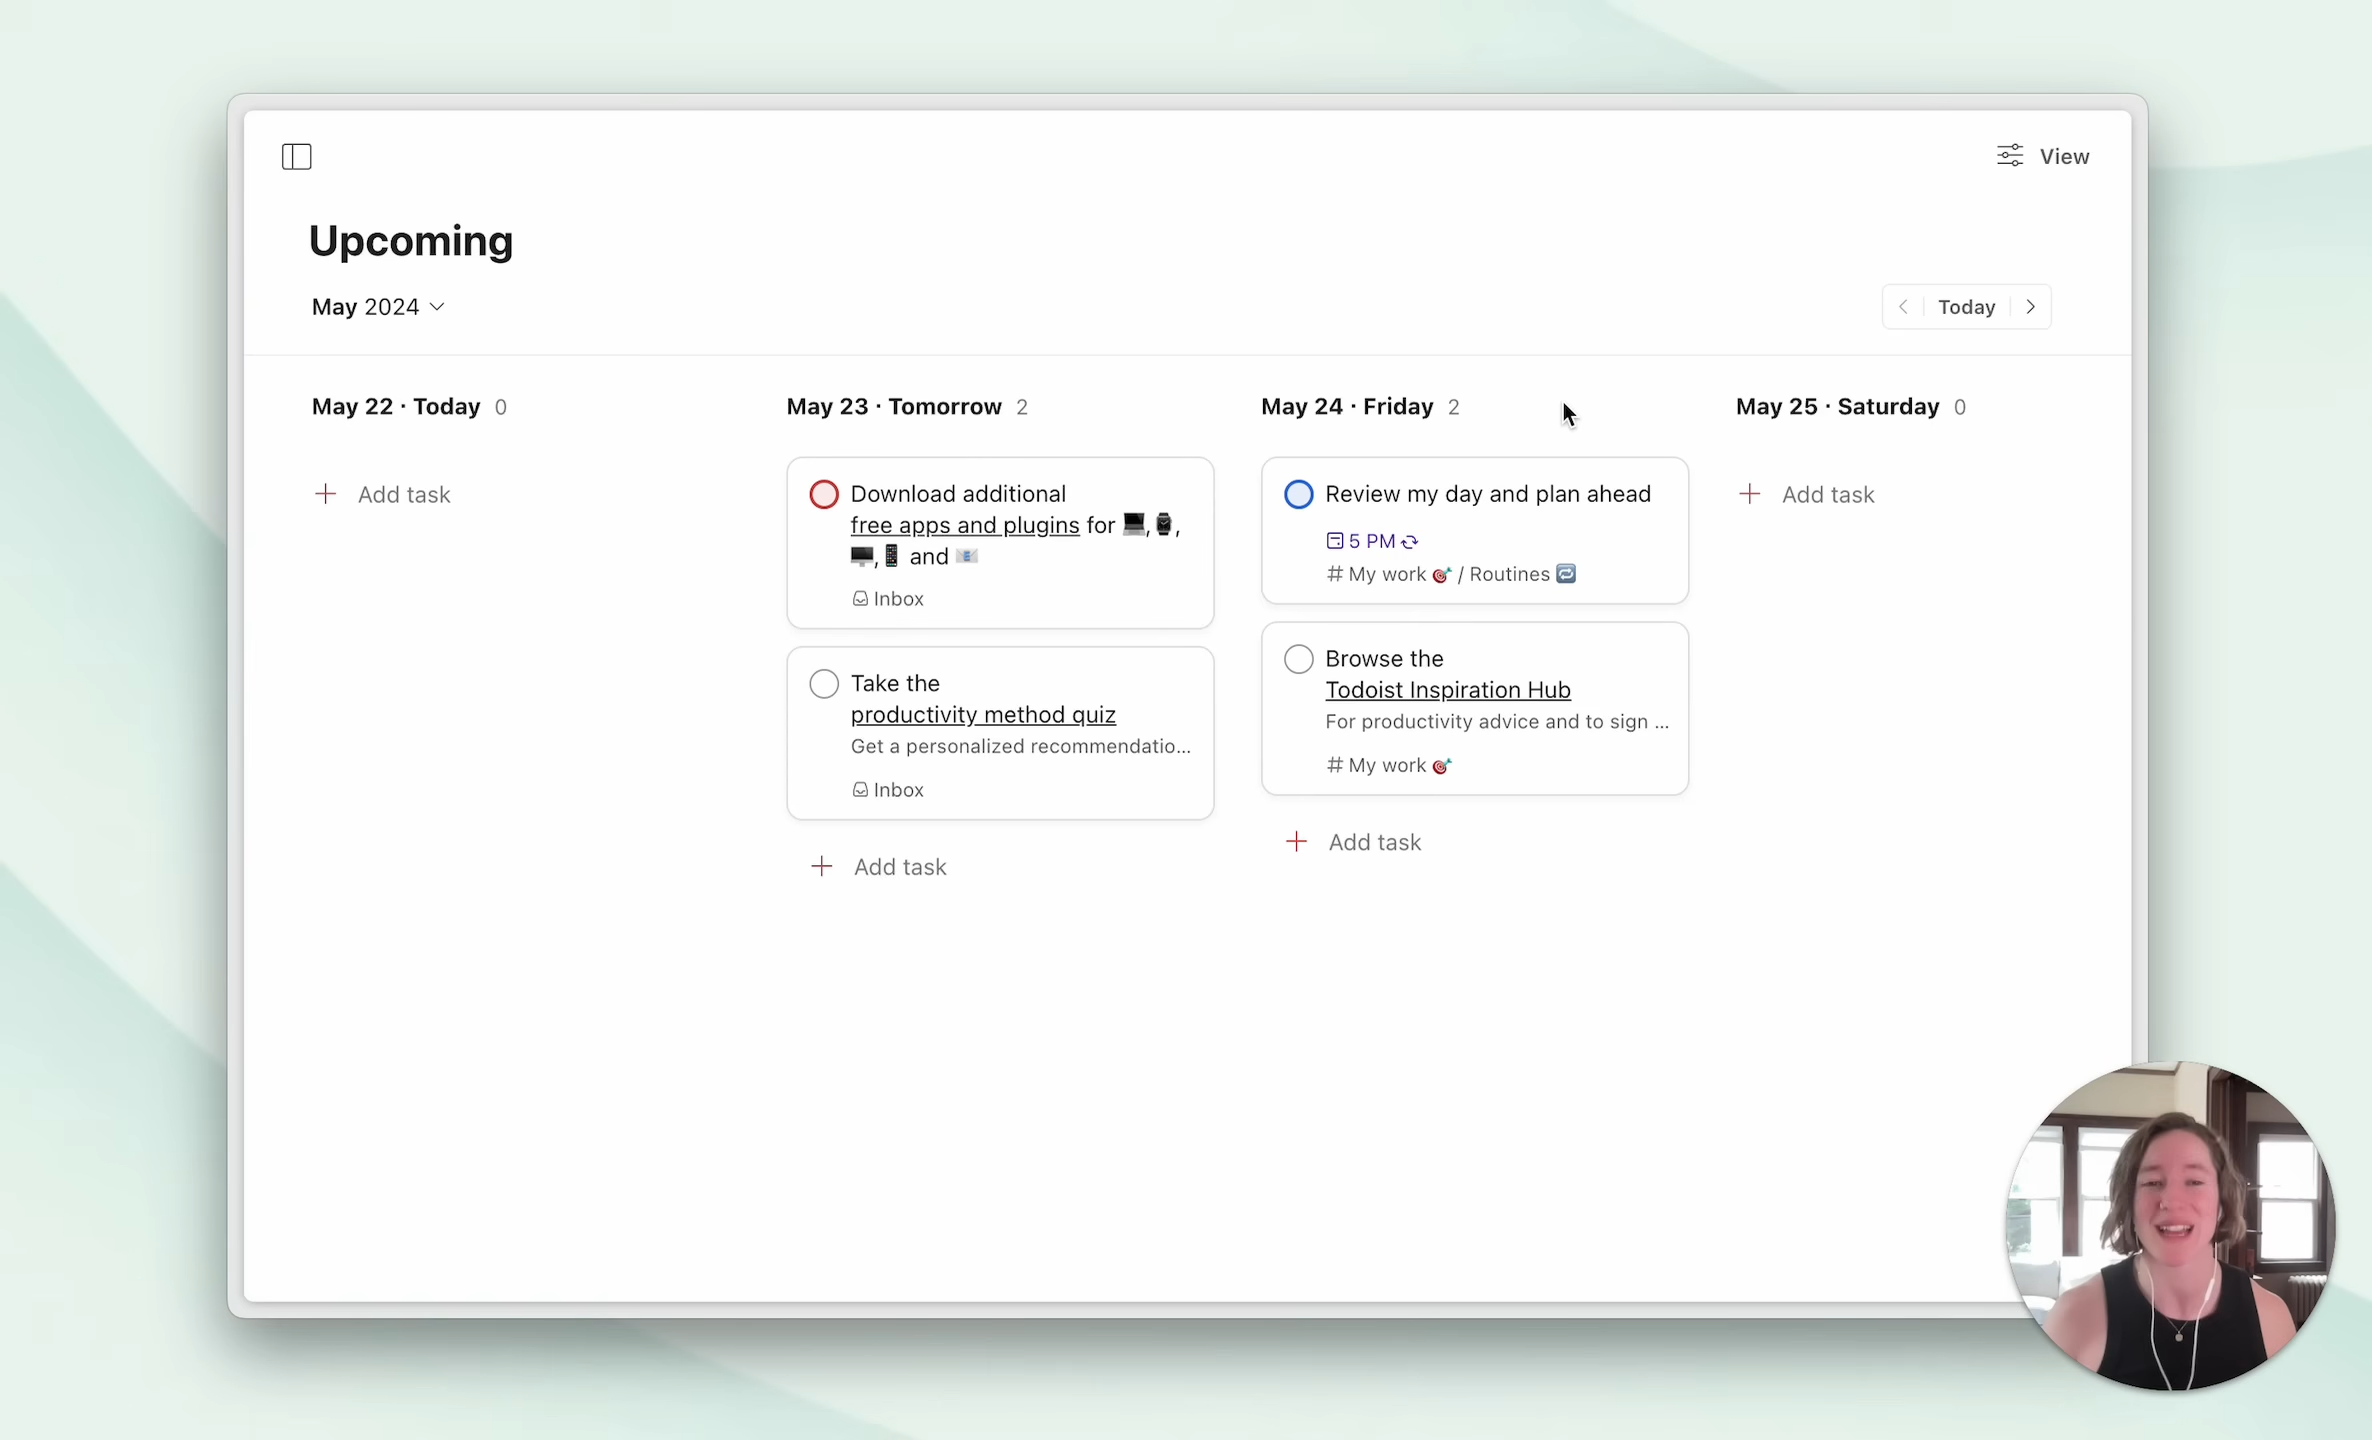 View
Upcoming
May 2024
Today
May 22 · Today 0
Add task
May 23 · Tomorrow 2
Download additional
free apps and plugins for 💻,⌚,
🖥️,📱 and 📧
Inbox
Take the
productivity method quiz
Get a personalized recommendatio...
Inbox
Add task
May 24 · Friday 2
Review my day and plan ahead
5 PM
# My work 🎯 / Routines 🔁
Browse the
Todoist Inspiration Hub
For productivity advice and to sign ...
# My work 🎯
Add task
May 25 · Saturday 0
Add task